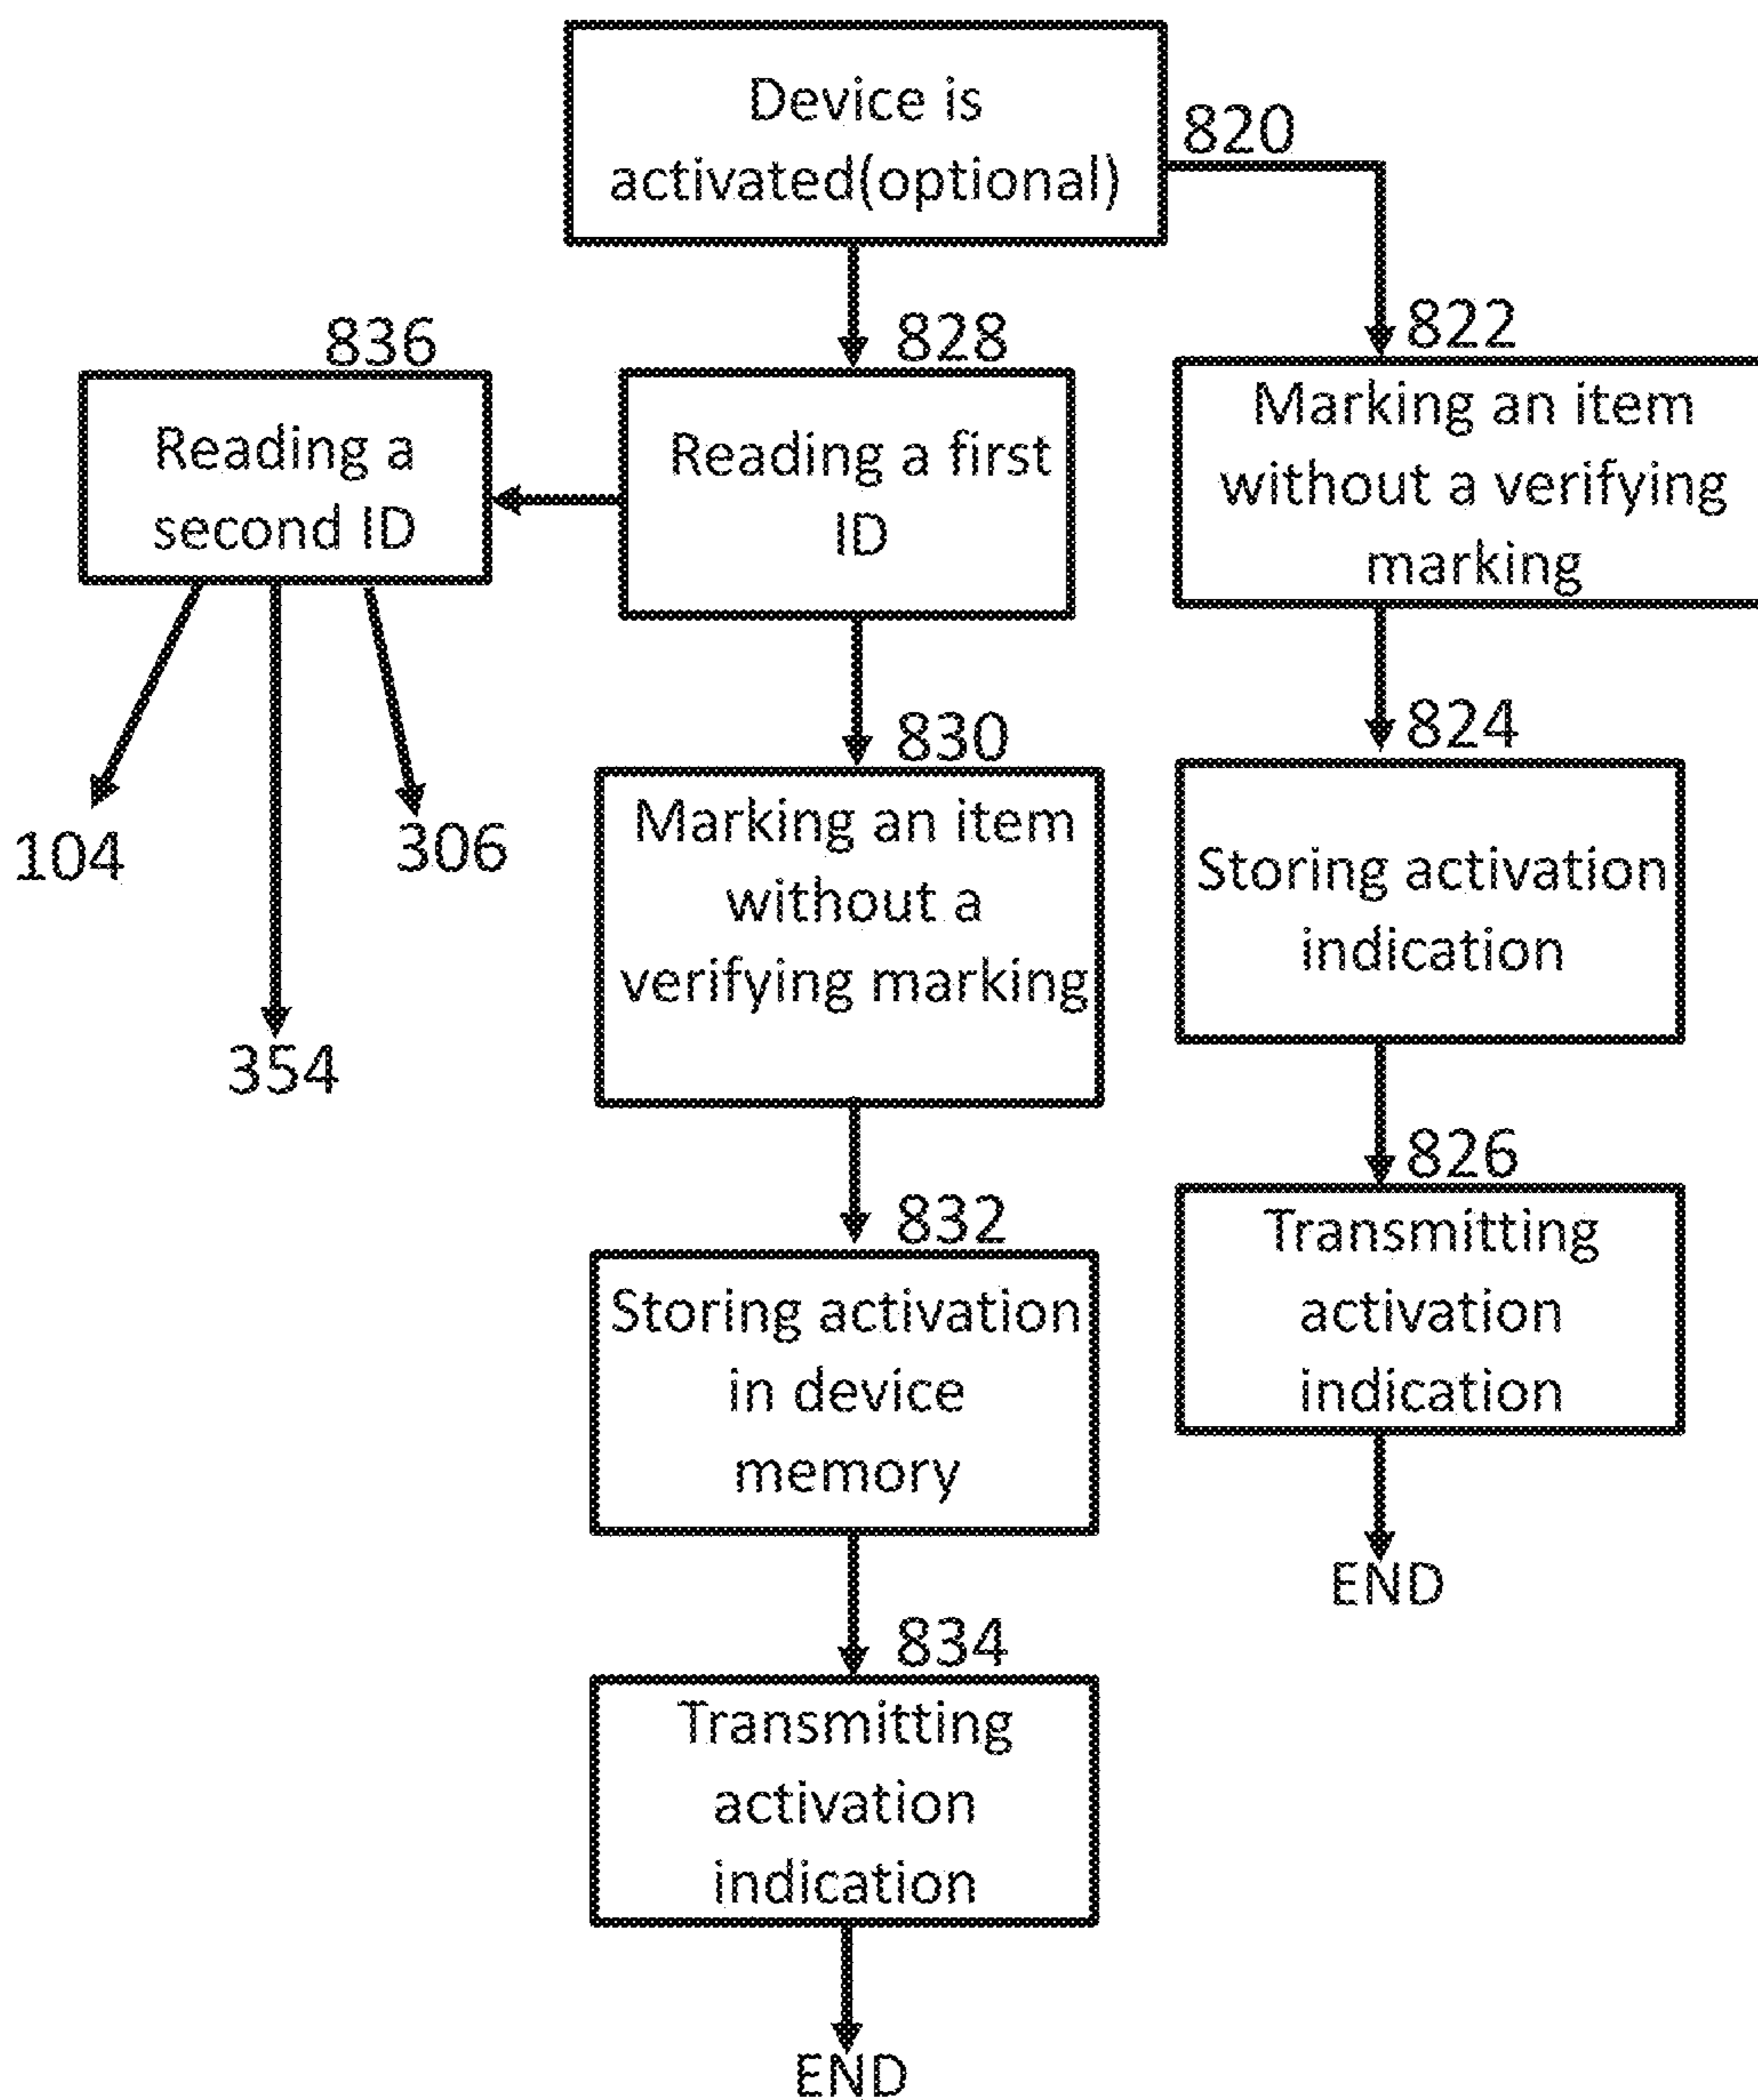 Device is
activated(optional)
820
836
Reading a
second ID
104
354
306
828
Reading a first
ID
830
Marking an item
without a
verifying marking
832
Storing activation
in device
memory
834
Transmitting
activation
indication
END
822
Marking an item
without a verifying
marking
824
Storing activation
indication
826
Transmitting
activation
indication
END